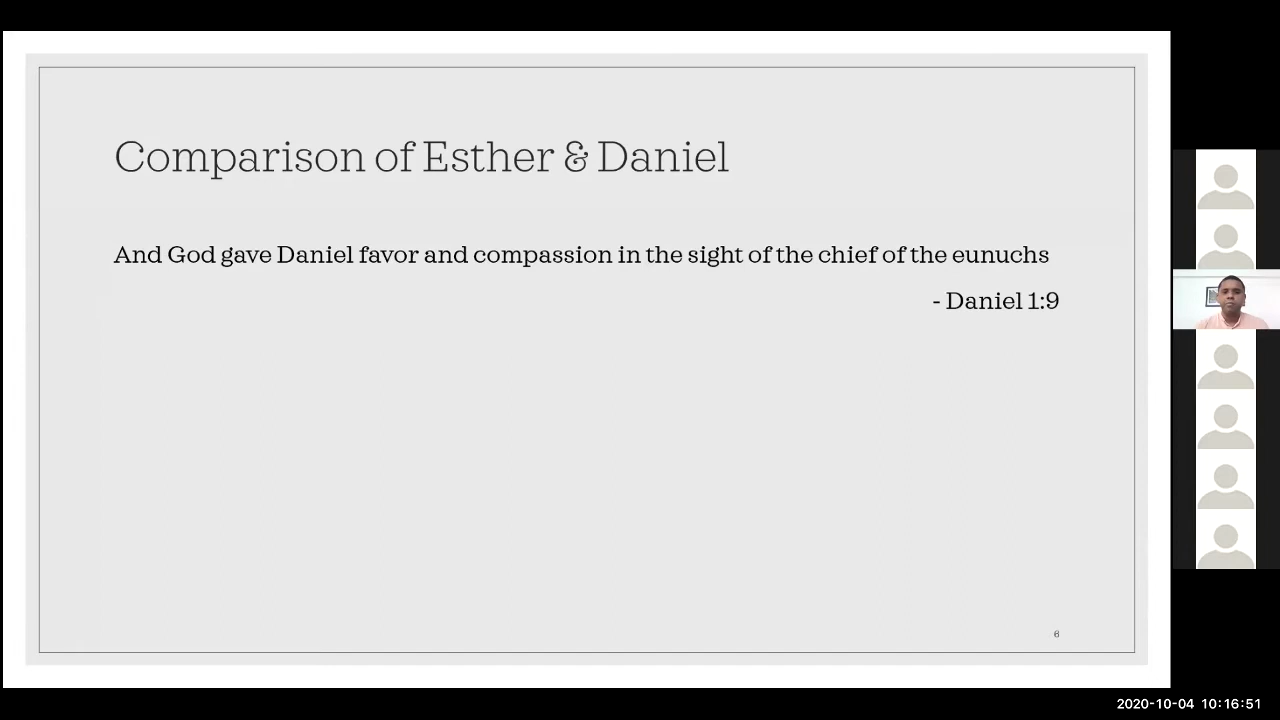 Comparison of Esther & Daniel
And God gave Daniel favor and compassion in the sight of the chief of the eunuchs
- Daniel 1:9
6
2020-10-04 10:16:51